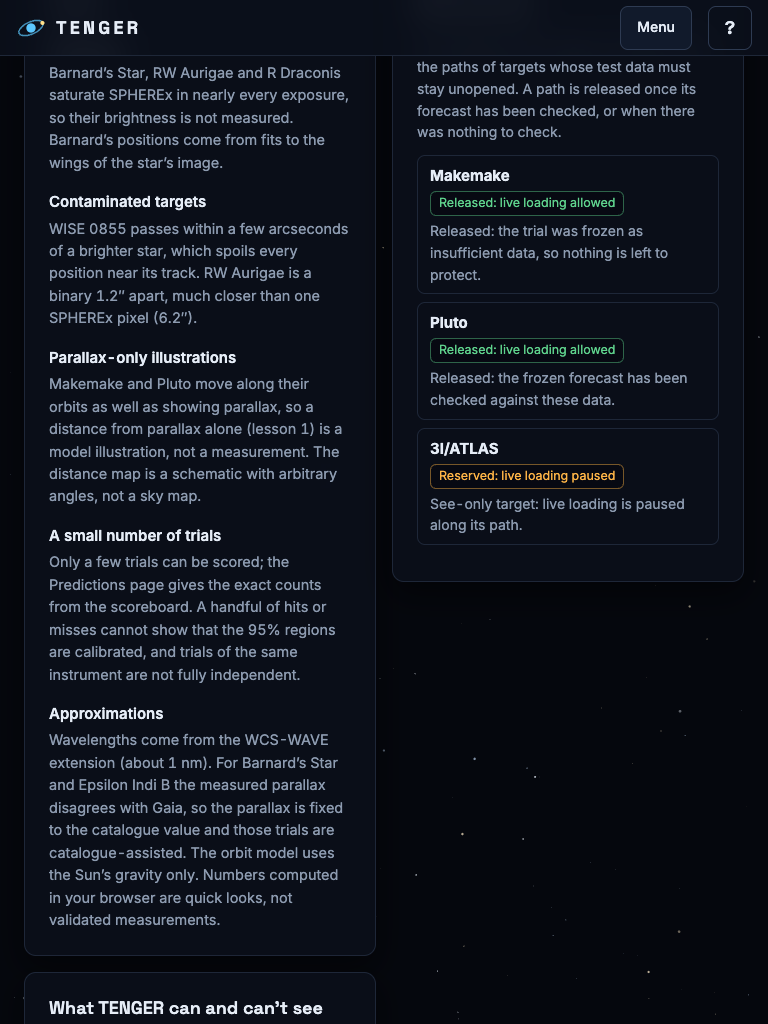 TENGER
Menu
?
Barnard's Star, RW Aurigae and R Draconis
saturate SPHEREx in nearly every exposure,
so their brightness is not measured.
Barnard's positions come from fits to the
wings of the star's image.
Contaminated targets
WISE 0855 passes within a few arcseconds
of a brighter star, which spoils every
position near its track. RW Aurigae is a
binary 1.2″ apart, much closer than one
SPHEREx pixel (6.2″).
Parallax-only illustrations
Makemake and Pluto move along their
orbits as well as showing parallax, so a
distance from parallax alone (lesson 1) is a
model illustration, not a measurement. The
distance map is a schematic with arbitrary
angles, not a sky map.
A small number of trials
Only a few trials can be scored; the
Predictions page gives the exact counts
from the scoreboard. A handful of hits or
misses cannot show that the 95% regions
are calibrated, and trials of the same
instrument are not fully independent.
Approximations
Wavelengths come from the WCS-WAVE
extension (about 1 nm). For Barnard's Star
and Epsilon Indi B the measured parallax
disagrees with Gaia, so the parallax is fixed
to the catalogue value and those trials are
catalogue-assisted. The orbit model uses
the Sun's gravity only. Numbers computed
in your browser are quick looks, not
validated measurements.
What TENGER can and can't see
the paths of targets whose test data must
stay unopened. A path is released once its
forecast has been checked, or when there
was nothing to check.
Makemake
Released: live loading allowed
Released: the trial was frozen as
insufficient data, so nothing is left to
protect.
Pluto
Released: live loading allowed
Released: the frozen forecast has been
checked against these data.
3I/ATLAS
Reserved: live loading paused
See-only target: live loading is paused
along its path.